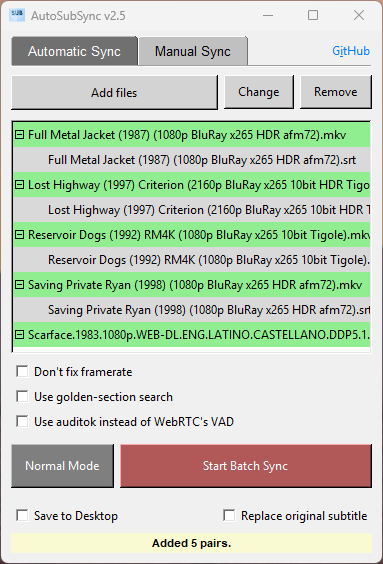 SUB AutoSubSync v2.5
Automatic Sync Manual Sync GitHub
Add files Change Remove
Full Metal Jacket (1987) (1080p BluRay x265 HDR afm72).mkv
Full Metal Jacket (1987) (1080p BluRay x265 HDR afm72).srt
Lost Highway (1997) Criterion (2160p BluRay x265 10bit HDR Tigo
Lost Highway (1997) Criterion (2160p BluRay x265 10bit HDR T
Reservoir Dogs (1992) RM4K (1080p BluRay x265 10bit Tigole).mkv
Reservoir Dogs (1992) RM4K (1080p BluRay x265 10bit Tigole).
Saving Private Ryan (1998) (1080p BluRay x265 HDR afm72).mkv
Saving Private Ryan (1998) (1080p BluRay x265 HDR afm72).srt
Scarface.1983.1080p.WEB-DL.ENG.LATINO.CASTELLANO.DDP5.1.
Don't fix framerate
Use golden-section search
Use auditok instead of WebRTC's VAD
Normal Mode Start Batch Sync
Save to Desktop Replace original subtitle
Added 5 pairs.